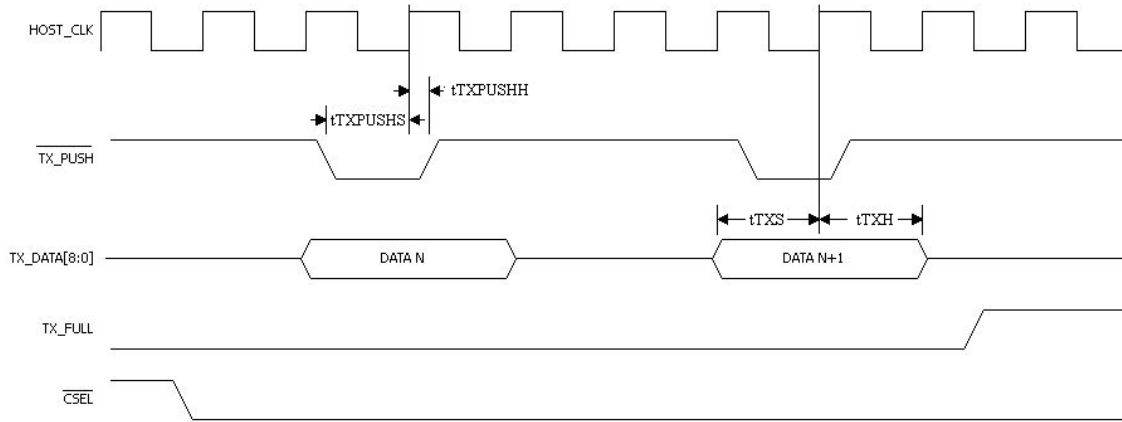 HOST_CLK
tTXPUSHH
tTXPUSHS
TX_PUSH
tTXS
tTXH
TX_DATA[8:0]
DATA N
DATA N+1
TX_FULL
CSEL